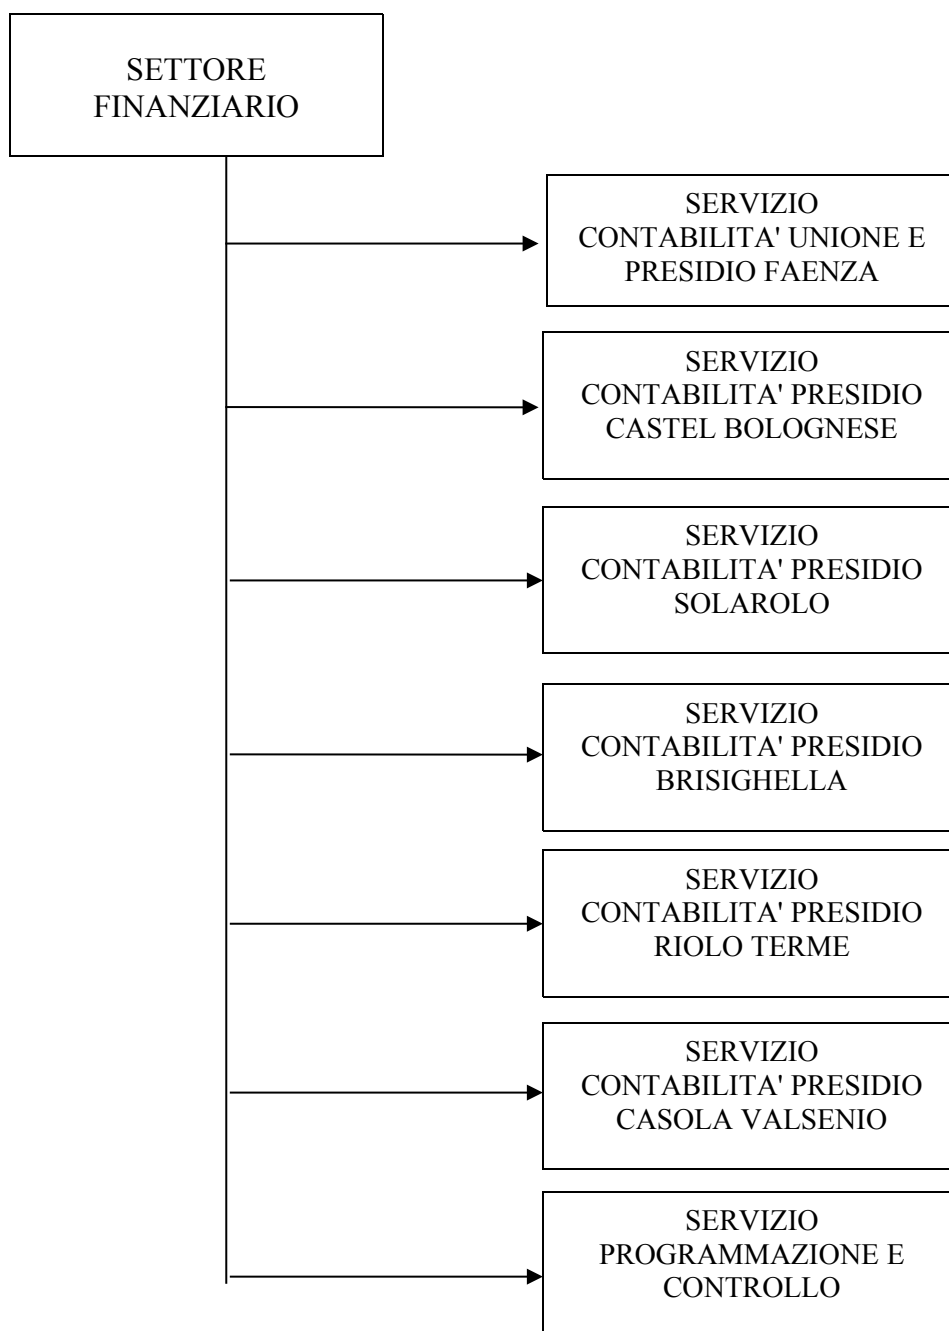 SETTORE
FINANZIARIO
SERVIZIO
CONTABILITA' UNIONE E
PRESIDIO FAENZA
SERVIZIO
CONTABILITA' PRESIDIO
CASTEL BOLOGNESE
SERVIZIO
CONTABILITA' PRESIDIO
SOLAROLO
SERVIZIO
CONTABILITA' PRESIDIO
BRISIGHELLA
SERVIZIO
CONTABILITA' PRESIDIO
RIOLO TERME
SERVIZIO
CONTABILITA' PRESIDIO
CASOLA VALSENIO
SERVIZIO
PROGRAMMAZIONE E
CONTROLLO